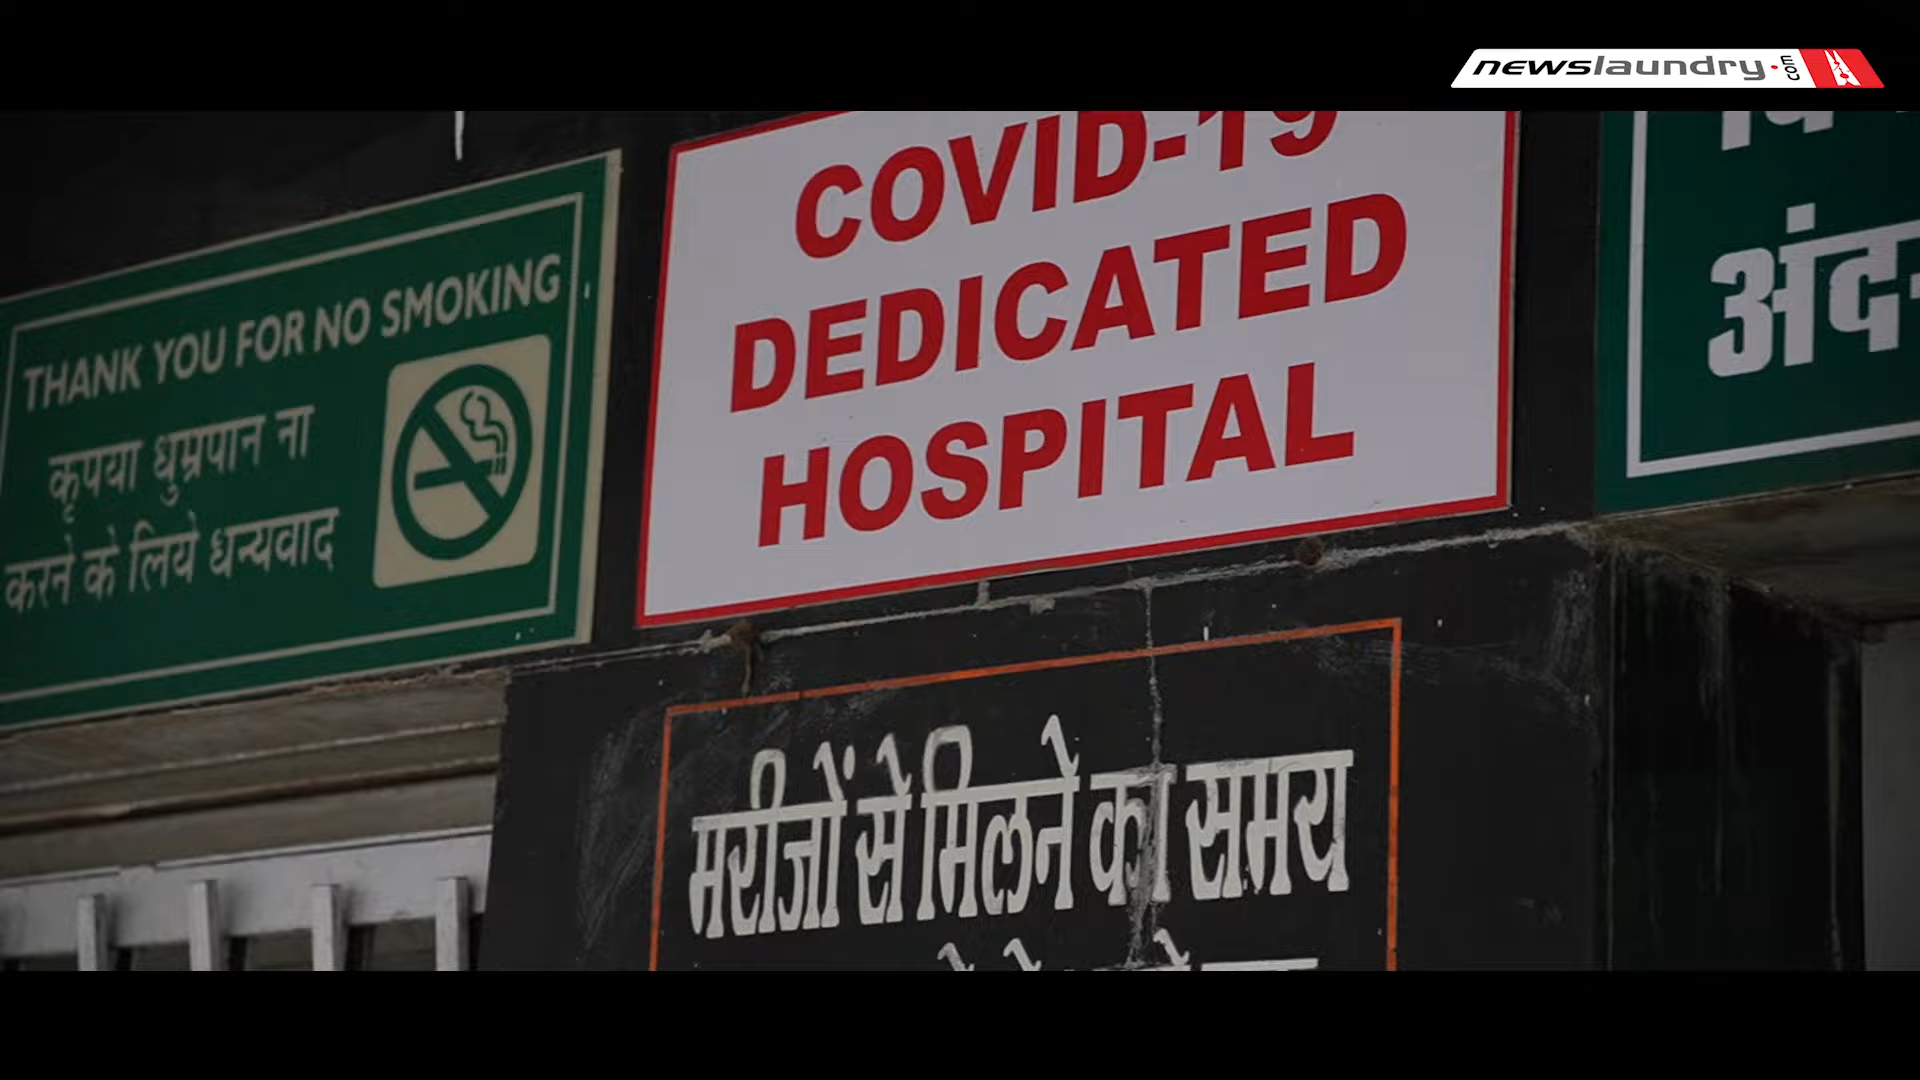 newslaundry.com
THANK YOU FOR NO SMOKING
कृपया धुम्रपान ना
करने के लिये धन्यवाद
COVID-19
DEDICATED
HOSPITAL
मरीजों से मिलने का समय